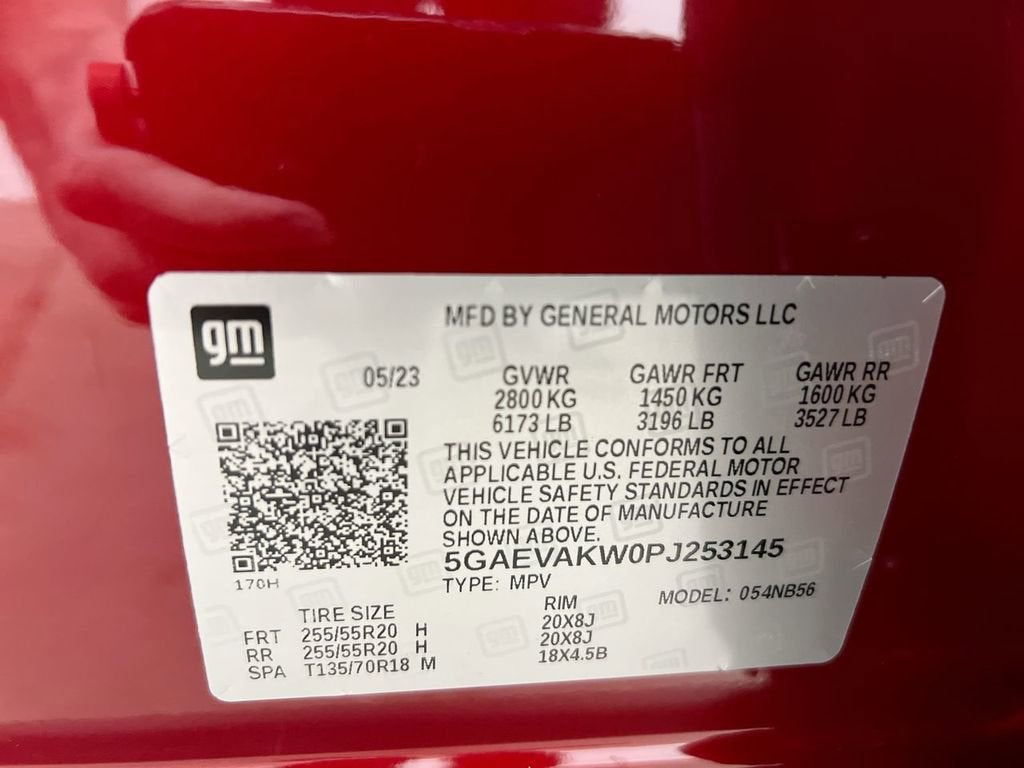 gm
MFD BY GENERAL MOTORS LLC
05/23 GVWR GAWR FRT GAWR RR
2800 KG 1450 KG 1600 KG
6173 LB 3196 LB 3527 LB
THIS VEHICLE CONFORMS TO ALL
APPLICABLE U.S. FEDERAL MOTOR
VEHICLE SAFETY STANDARDS IN EFFECT
ON THE DATE OF MANUFACTURE
SHOWN ABOVE.
5GAEVAKW0PJ253145
170H
TYPE: MPV MODEL: 054NB56
TIRE SIZE RIM
FRT 255/55R20 H 20X8J
RR 255/55R20 H 20X8J
SPA T135/70R18 M 18X4.5B